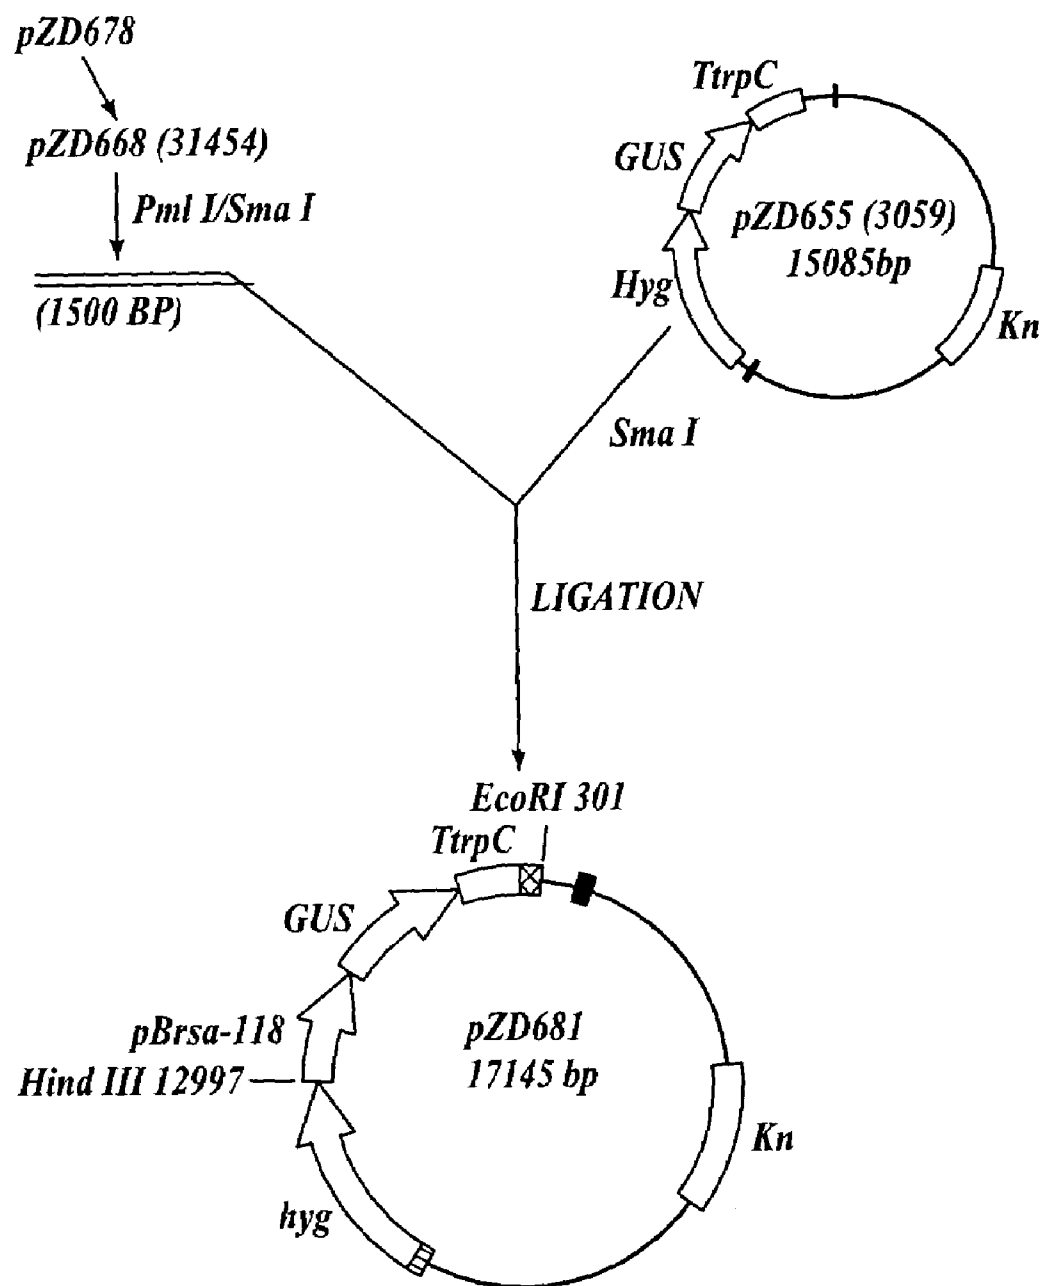 pZD678
pZD668 (31454)
Pml I/Sma I
(1500 BP)
TtrpC
GUS
pZD655 (3059)
15085bp
Hyg
Kn
Sma I
LIGATION
EcoRI 301
TtrpC
GUS
pBrsa-118
pZD681
17145 bp
Hind III 12997
Kn
hyg